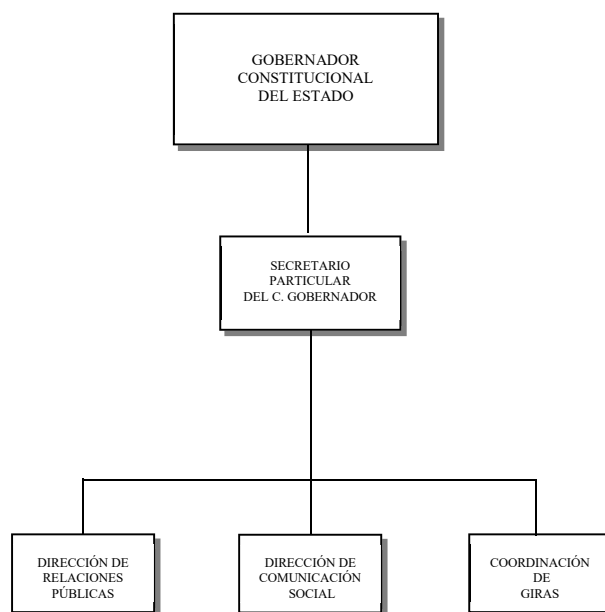 GOBERNADOR
CONSTITUCIONAL
DEL ESTADO
SECRETARIO
PARTICULAR
DEL C. GOBERNADOR
DIRECCIÓN DE
RELACIONES
PÚBLICAS
DIRECCIÓN DE
COMUNICACIÓN
SOCIAL
COORDINACIÓN
DE
GIRAS